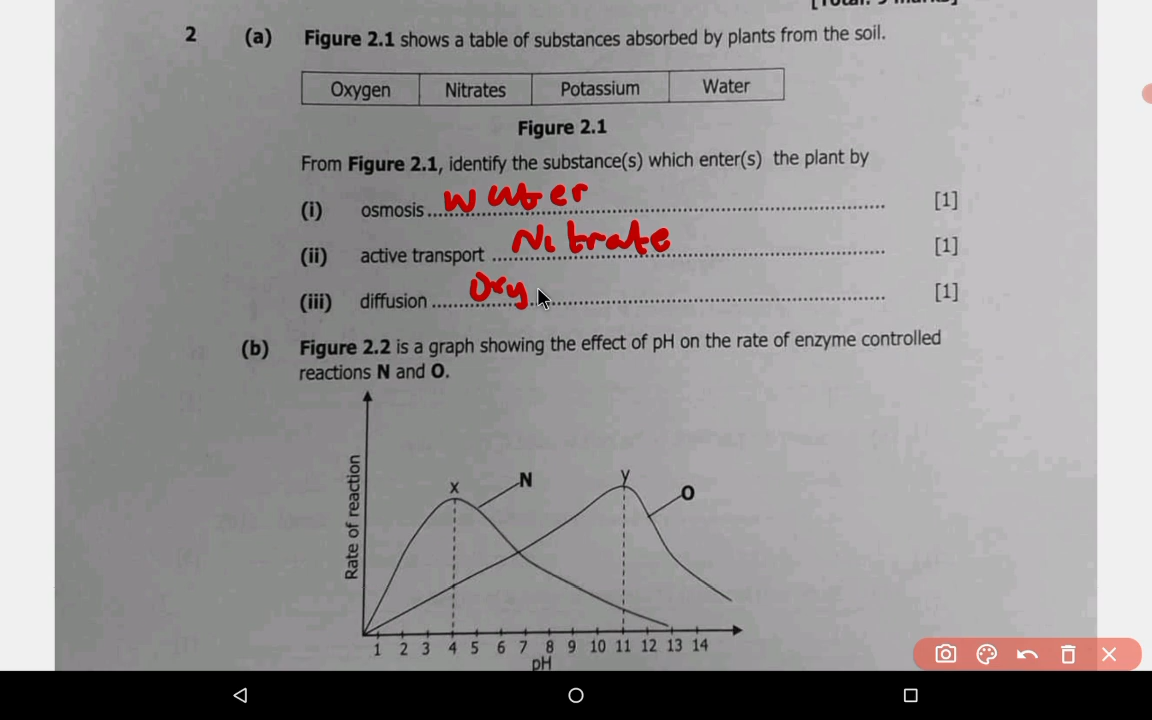 [Total: 9 marks]
2 (a) Figure 2.1 shows a table of substances absorbed by plants from the soil.
Oxygen Nitrates Potassium Water
Figure 2.1
From Figure 2.1, identify the substance(s) which enter(s) the plant by
(i) osmosis Water [1]
(ii) active transport Nitrate [1]
(iii) diffusion Oxy [1]
(b) Figure 2.2 is a graph showing the effect of pH on the rate of enzyme controlled
reactions N and O.
Rate of reaction
x N y O
1 2 3 4 5 6 7 8 9 10 11 12 13 14
pH